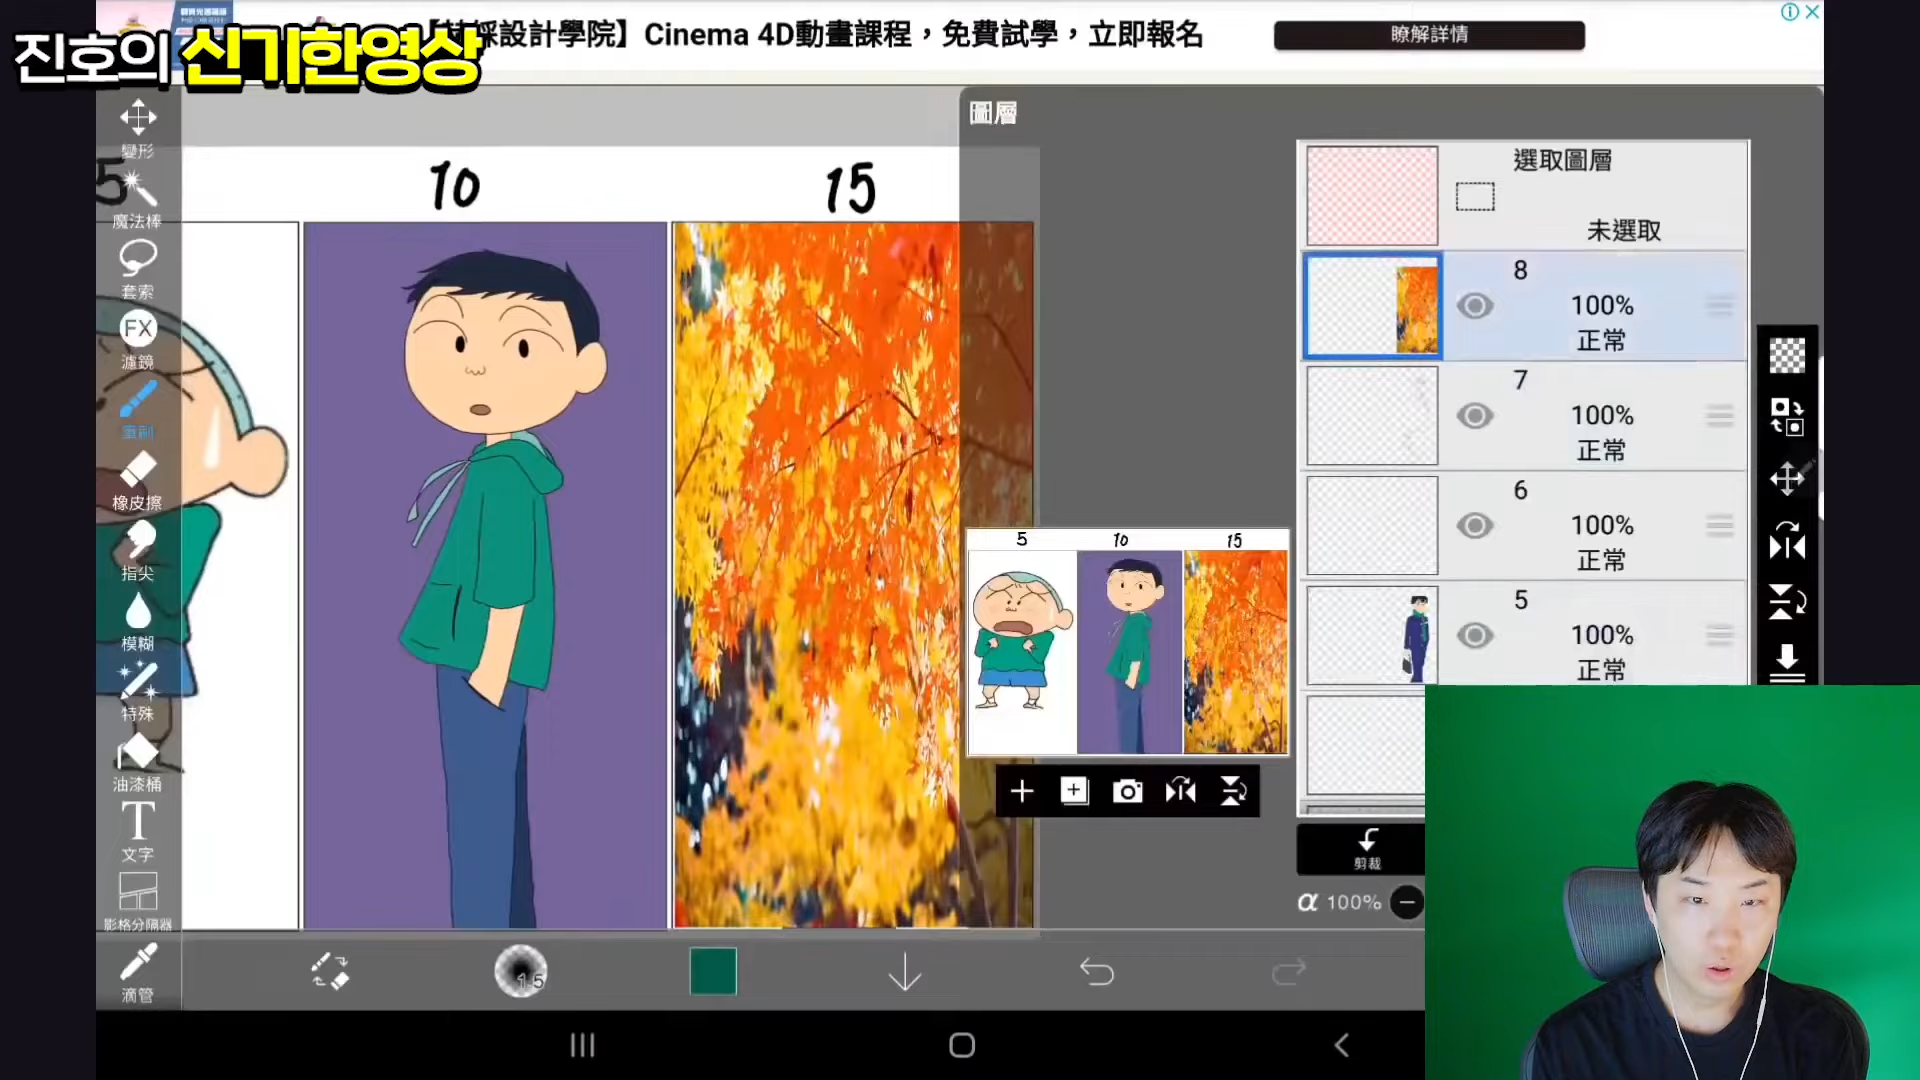 진호의 신기한영상
設計學院】Cinema 4D動畫課程，免費試學，立即報名
瞭解詳情
圖層
變形
魔法棒
套索
FX
濾鏡
筆刷
橡皮擦
指尖
模糊
特殊
油漆桶
T
文字
影格分隔器
滴管
5
10
15
5
10
15
選取圖層
未選取
8
100%
正常
7
100%
正常
6
100%
正常
5
100%
正常
剪裁
α 100%
1.5